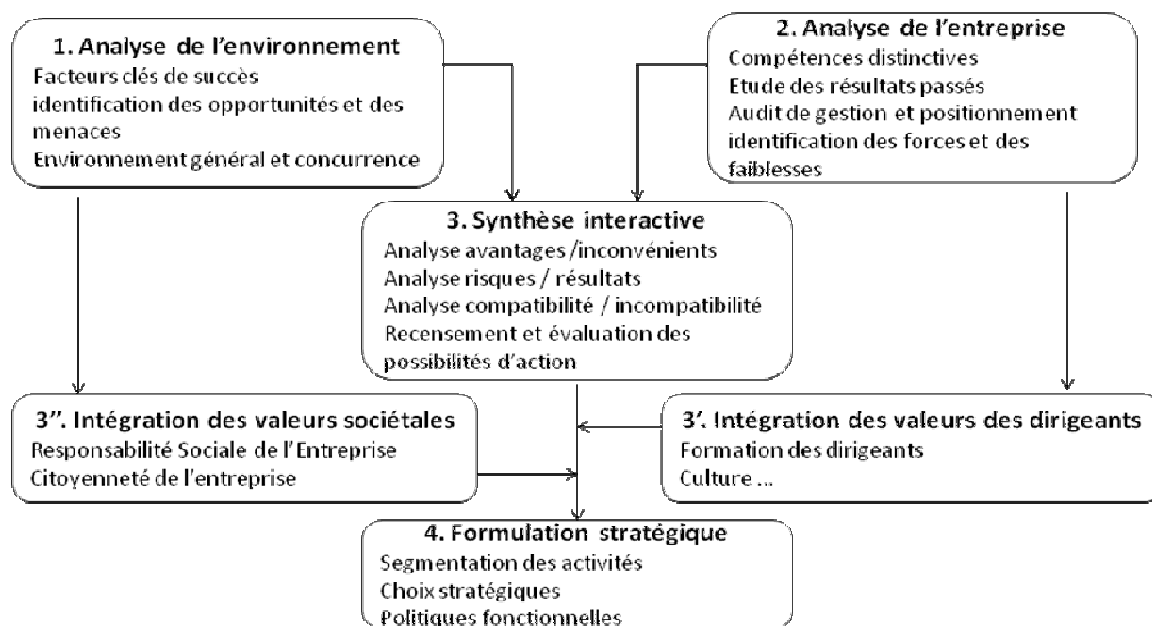 1. Analyse de l'environnement
Facteurs clés de succès
identification des opportunités et des
menaces
Environnement général et concurrence
2. Analyse de l'entreprise
Compétences distinctives
Etude des résultats passés
Audit de gestion et positionnement
identification des forces et des
faiblesses
3. Synthèse interactive
Analyse avantages /inconvénients
Analyse risques / résultats
Analyse compatibilité / incompatibilité
Recensement et évaluation des
possibilités d'action
3''. Intégration des valeurs sociétales
Responsabilité Sociale de l'Entreprise
Citoyenneté de l'entreprise
3'. Intégration des valeurs des dirigeants
Formation des dirigeants
Culture ...
4. Formulation stratégique
Segmentation des activités
Choix stratégiques
Politiques fonctionnelles